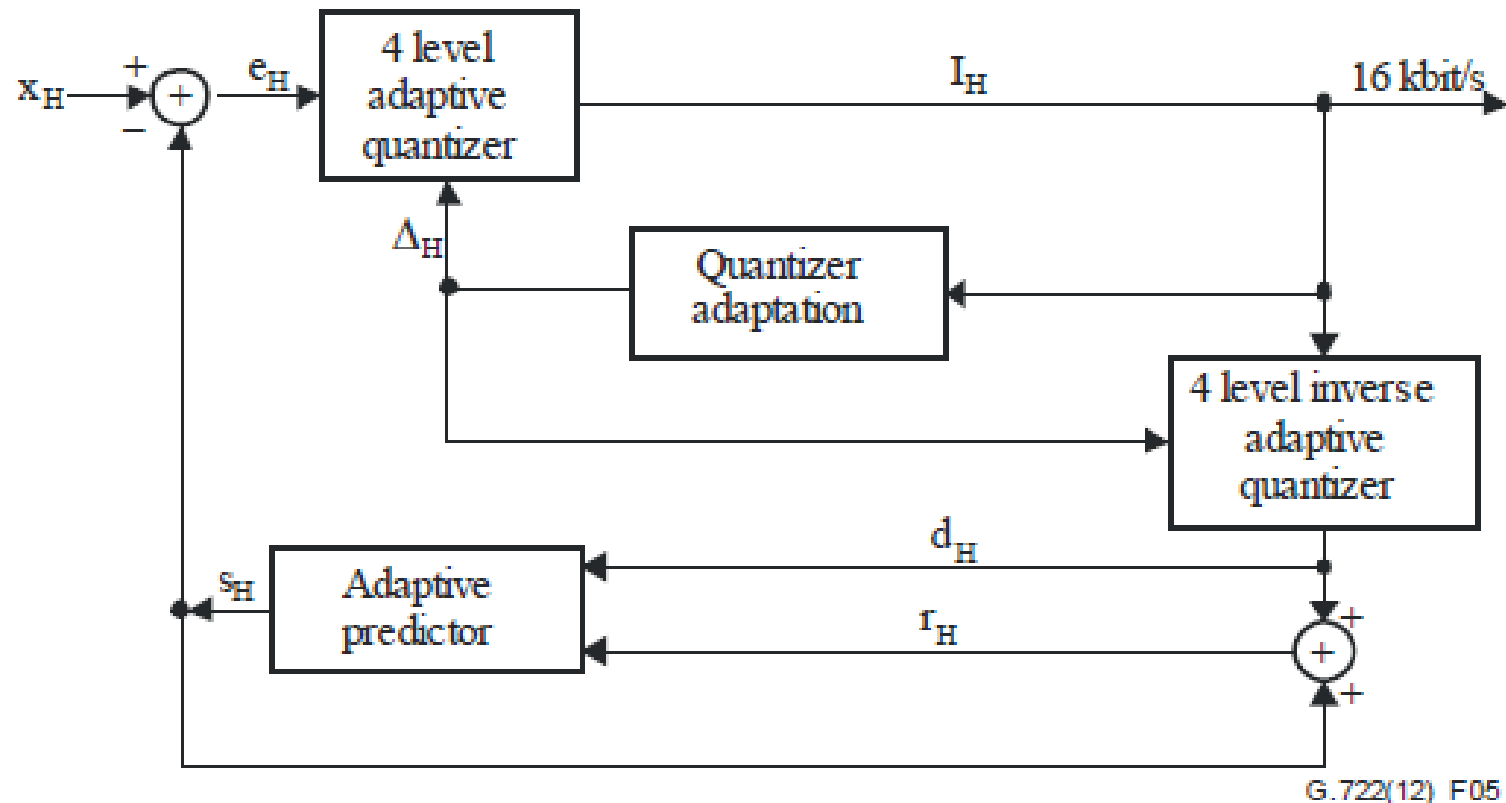 4 level
adaptive
quantizer
x_H
+
+
−
e_H
I_H
16 kbit/s
Δ_H
Quantizer
adaptation
4 level inverse
adaptive
quantizer
d_H
s_H
Adaptive
predictor
r_H
+
+
+
G.722(12)_F05